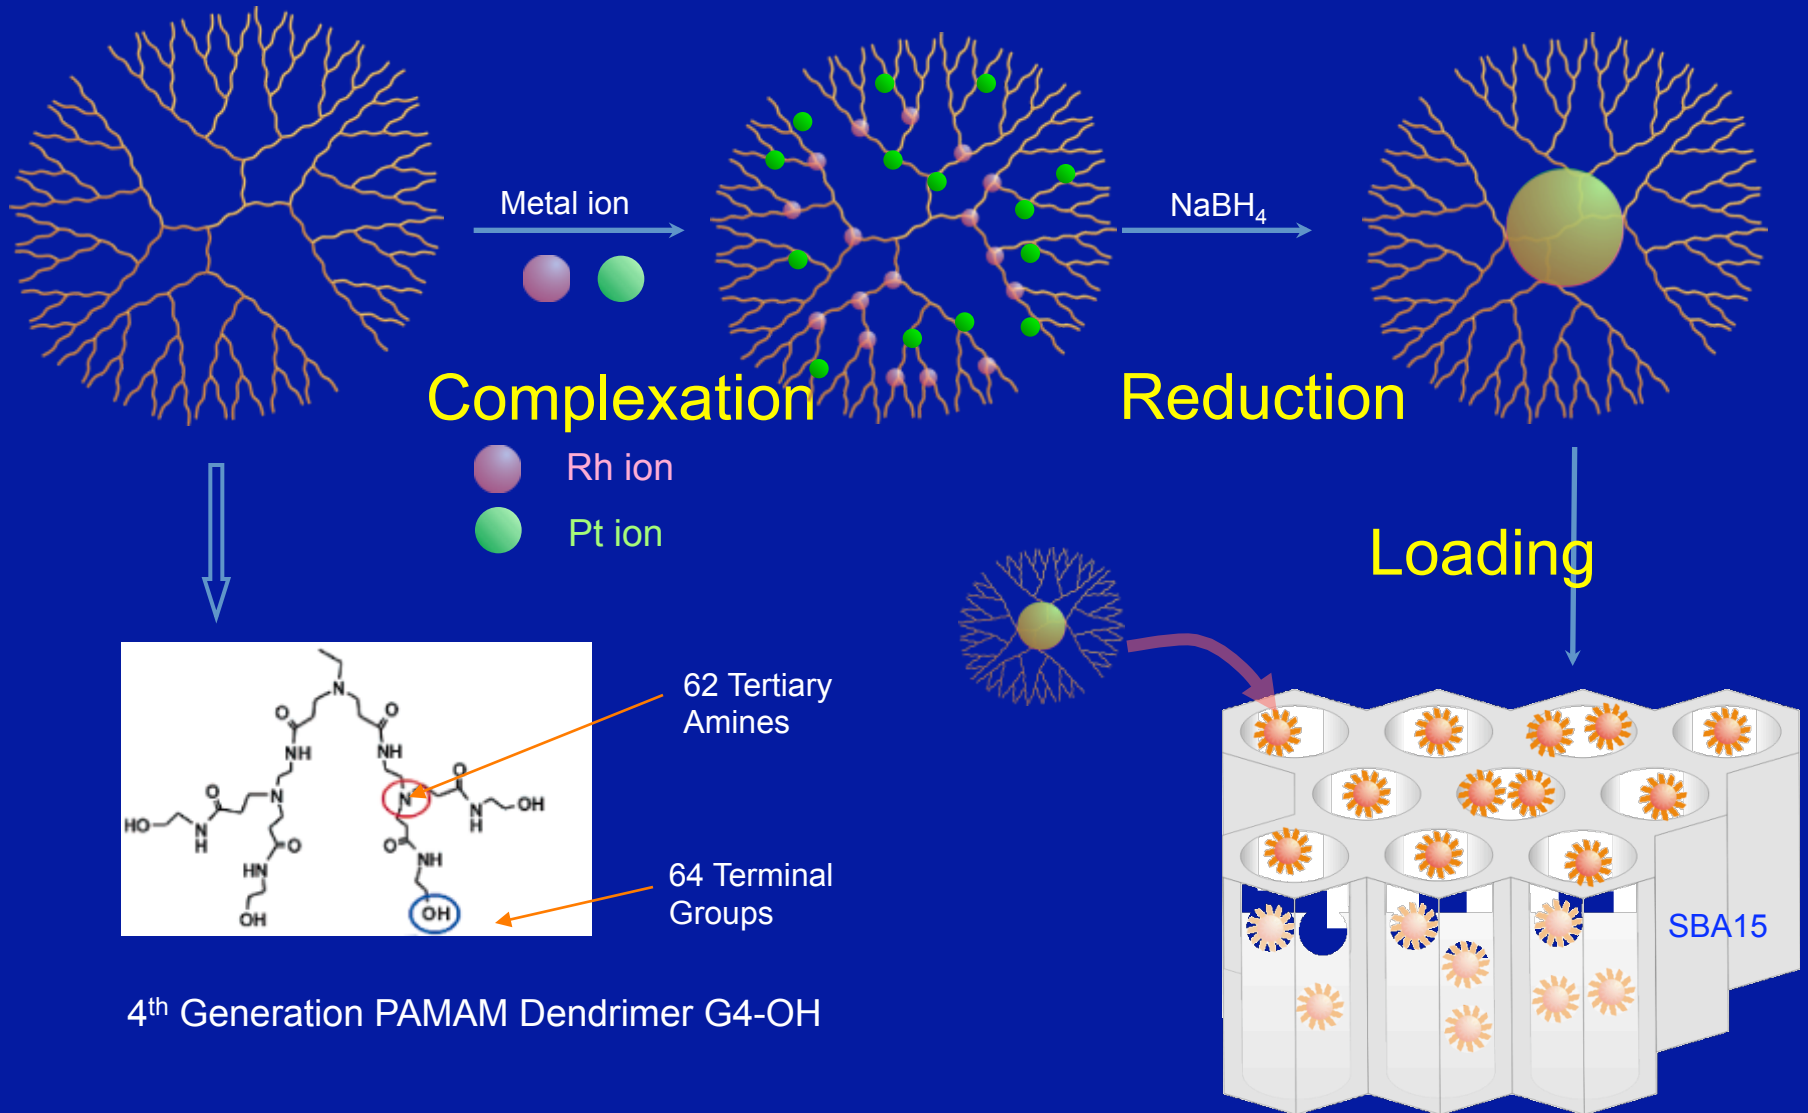 Metal ion
NaBH₄
Complexation
Reduction
Rh ion
Pt ion
Loading
62 Tertiary
Amines
64 Terminal
Groups
N
O
O
NH
NH
N
N
O
O
HO
N
H
N
H
OH
O
O
HN
NH
OH
OH
SBA15
4th Generation PAMAM Dendrimer G4-OH